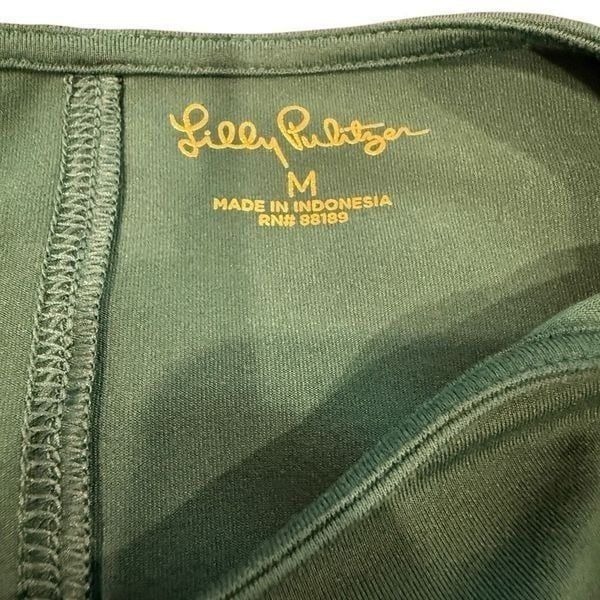 Lilly Pulitzer
M
MADE IN INDONESIA
RN# 88189